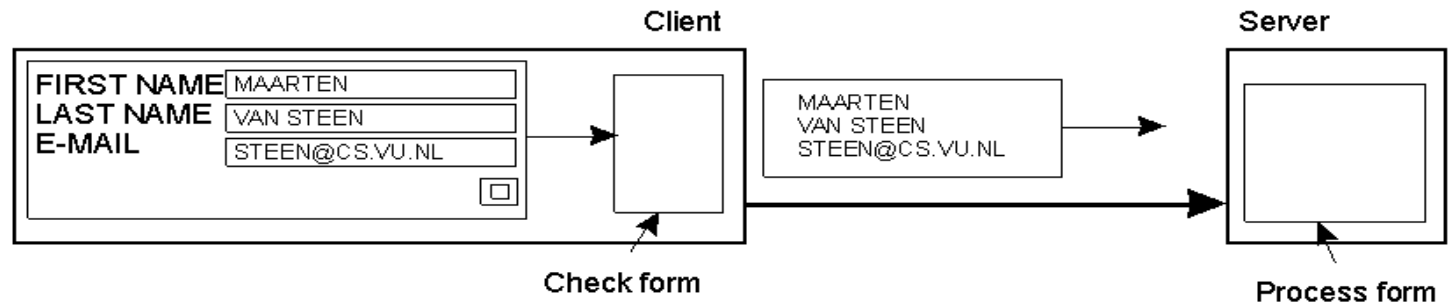 Client
Server
FIRST NAME MAARTEN
LAST NAME VAN STEEN
E-MAIL STEEN@CS.VU.NL
MAARTEN
VAN STEEN
STEEN@CS.VU.NL
Check form
Process form